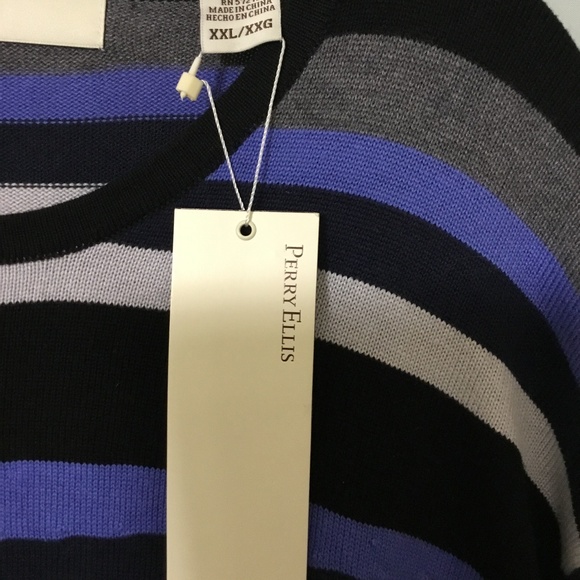 MADE IN CHINA
HECHO EN CHINA
XXL/XXG
PERRY ELLIS